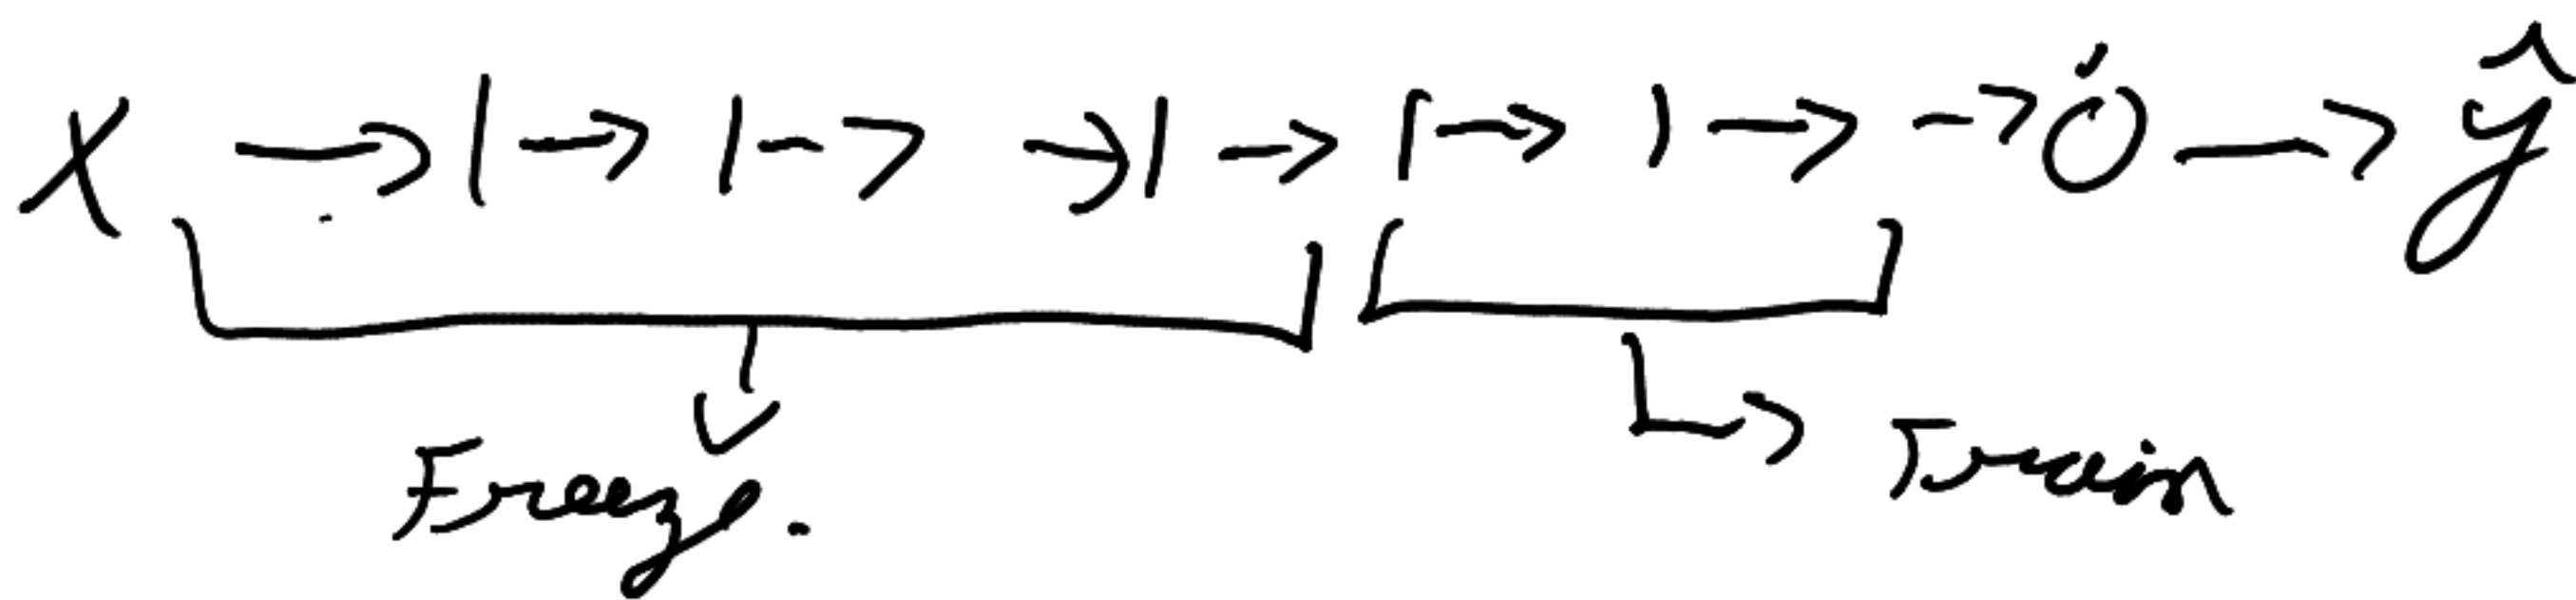 X → | → | → → | → | → | → → O → ŷ
Freeze.
Train